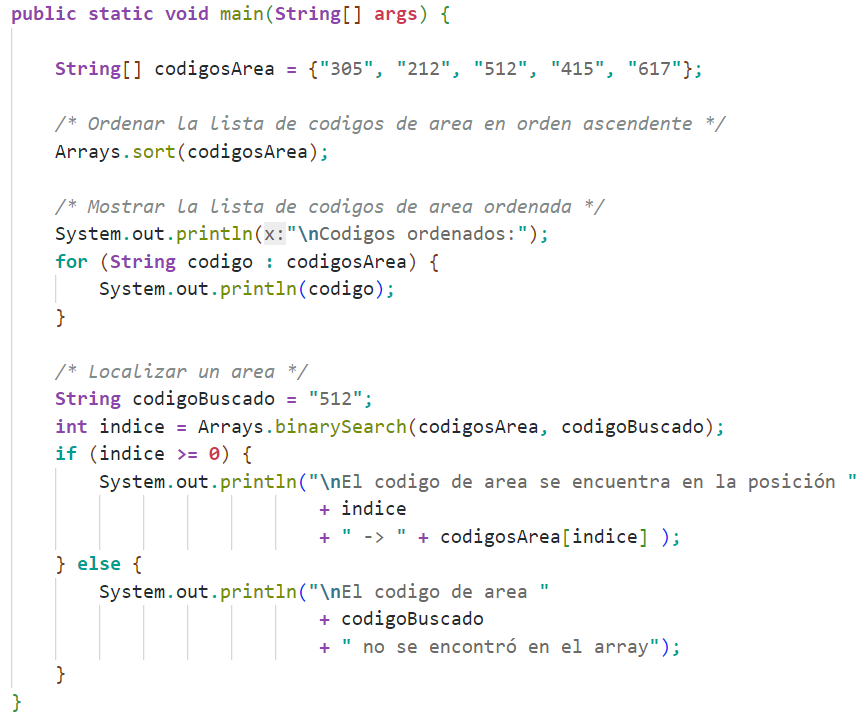 public static void main(String[] args) {
String[] codigosArea = {"305", "212", "512", "415", "617"};
/* Ordenar la lista de codigos de area en orden ascendente */
Arrays.sort(codigosArea);
/* Mostrar la lista de codigos de area ordenada */
System.out.println(x:"\nCodigos ordenados:");
for (String codigo : codigosArea) {
System.out.println(codigo);
}
/* Localizar un area */
String codigoBuscado = "512";
int indice = Arrays.binarySearch(codigosArea, codigoBuscado);
if (indice >= 0) {
System.out.println("\nEl codigo de area se encuentra en la posición "
+ indice
+ " -> " + codigosArea[indice] );
} else {
System.out.println("\nEl codigo de area "
+ codigoBuscado
+ " no se encontró en el array");
}
}